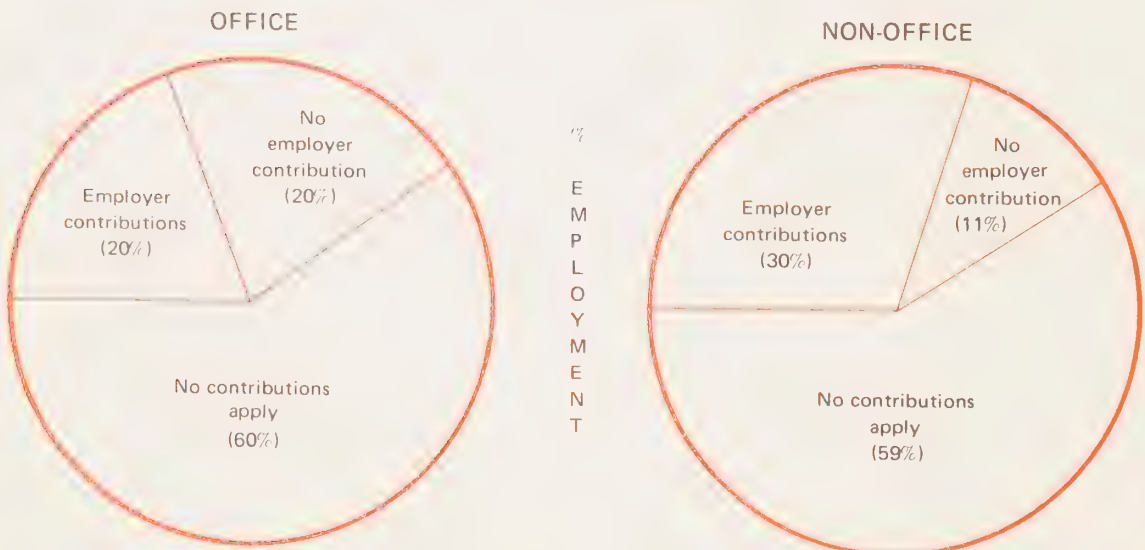 OFFICE
No
employer
contribution
(20%)
Employer
contributions
(20%)
No contributions
apply
(60%)
%
E
M
P
L
O
Y
M
E
N
T
NON-OFFICE
No
employer
contribution
(11%)
Employer
contributions
(30%)
No contributions
apply
(59%)